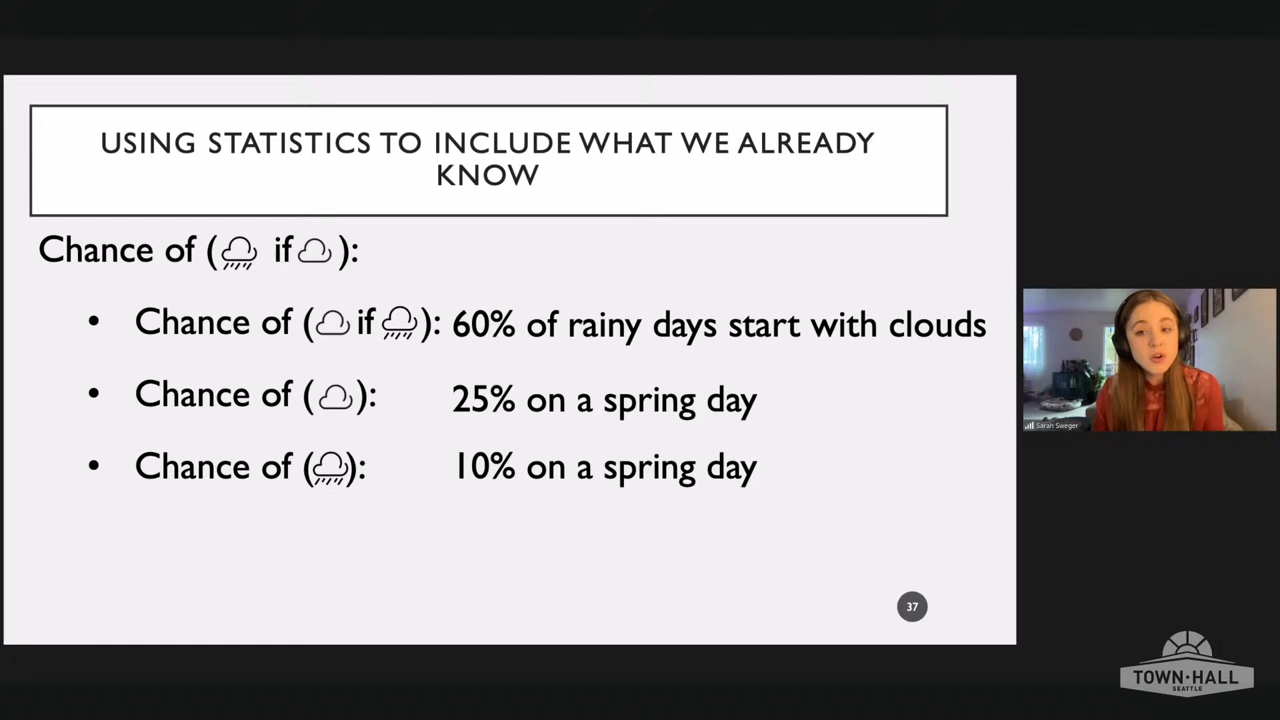 USING STATISTICS TO INCLUDE WHAT WE ALREADY
KNOW
Chance of ( if ):
• Chance of ( if ): 60% of rainy days start with clouds
• Chance of ( ): 25% on a spring day
• Chance of ( ): 10% on a spring day
37
Sarah Sweger
TOWN·HALL
SEATTLE